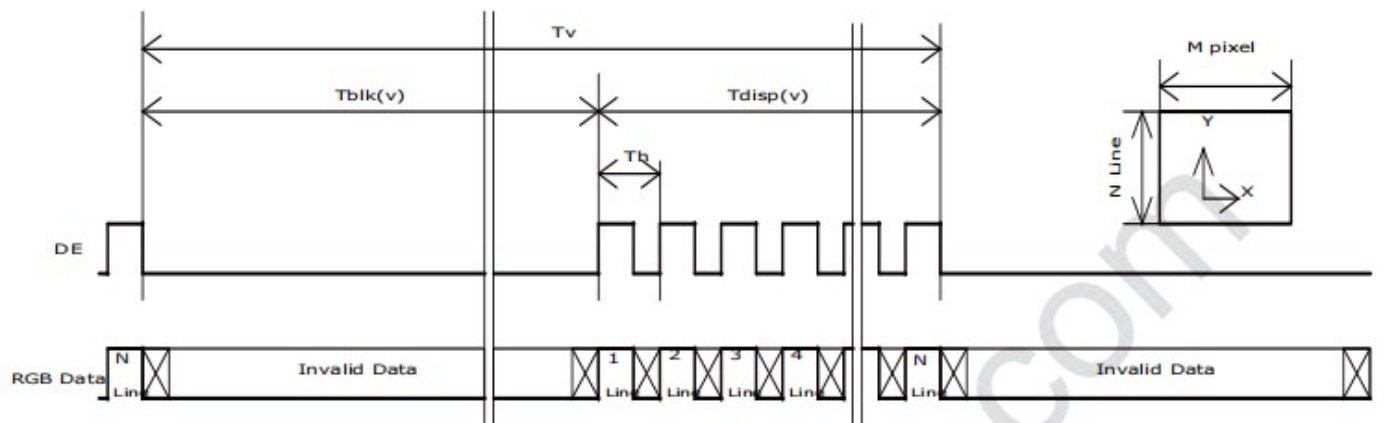 Tv
M pixel
Tblk(v)
Tdisp(v)
Y
N Line
Th
X
DE
RGB Data
N
Line
Invalid Data
1
Line
2
Line
3
Line
4
Line
N
Line
Invalid Data
com